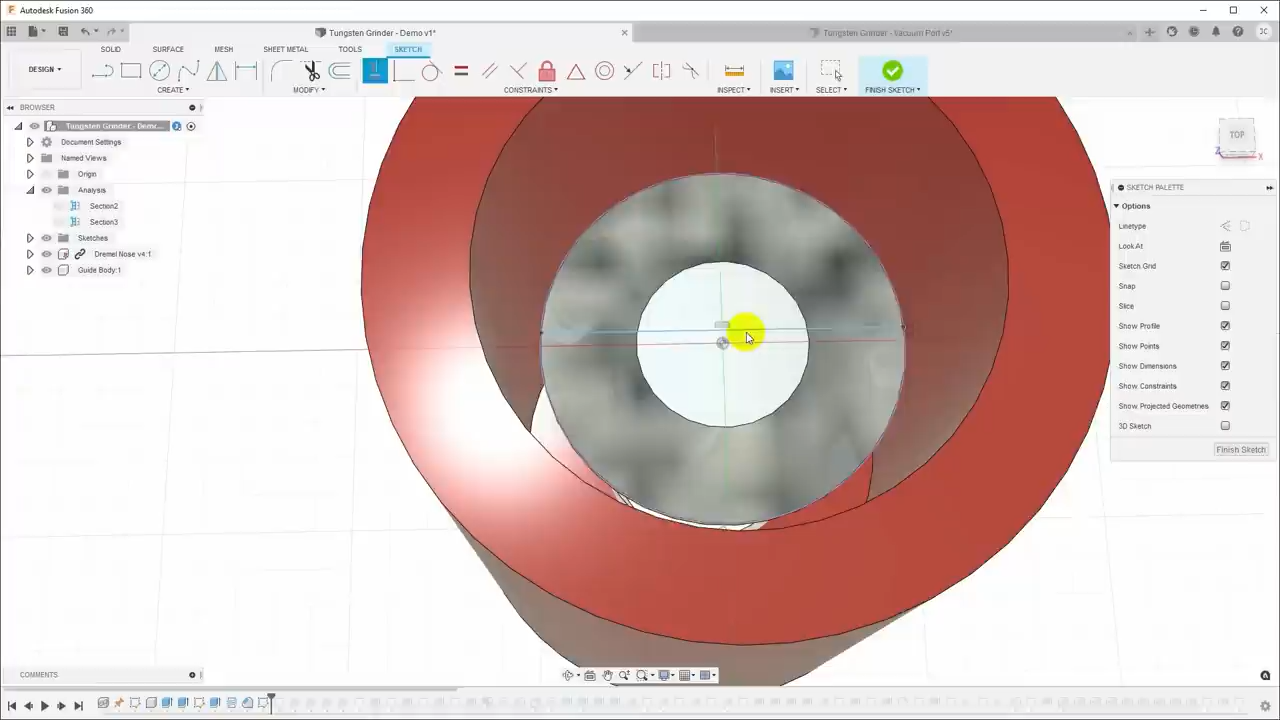 Autodesk Fusion 360
Tungsten Grinder - Demo v1*
Tungsten Grinder - Vacuum Port v5*
SOLID SURFACE MESH SHEET METAL TOOLS SKETCH
DESIGN
CREATE MODIFY CONSTRAINTS INSPECT INSERT SELECT FINISH SKETCH
BROWSER
Tungsten Grinder - Demo...
Document Settings
Named Views
Origin
Analysis
Section2
Section3
Sketches
Dremel Nose v4:1
Guide Body:1
TOP
Z
X
SKETCH PALETTE
Options
Linetype
Look At
Sketch Grid
Snap
Slice
Show Profile
Show Points
Show Dimensions
Show Constraints
Show Projected Geometries
3D Sketch
Finish Sketch
COMMENTS